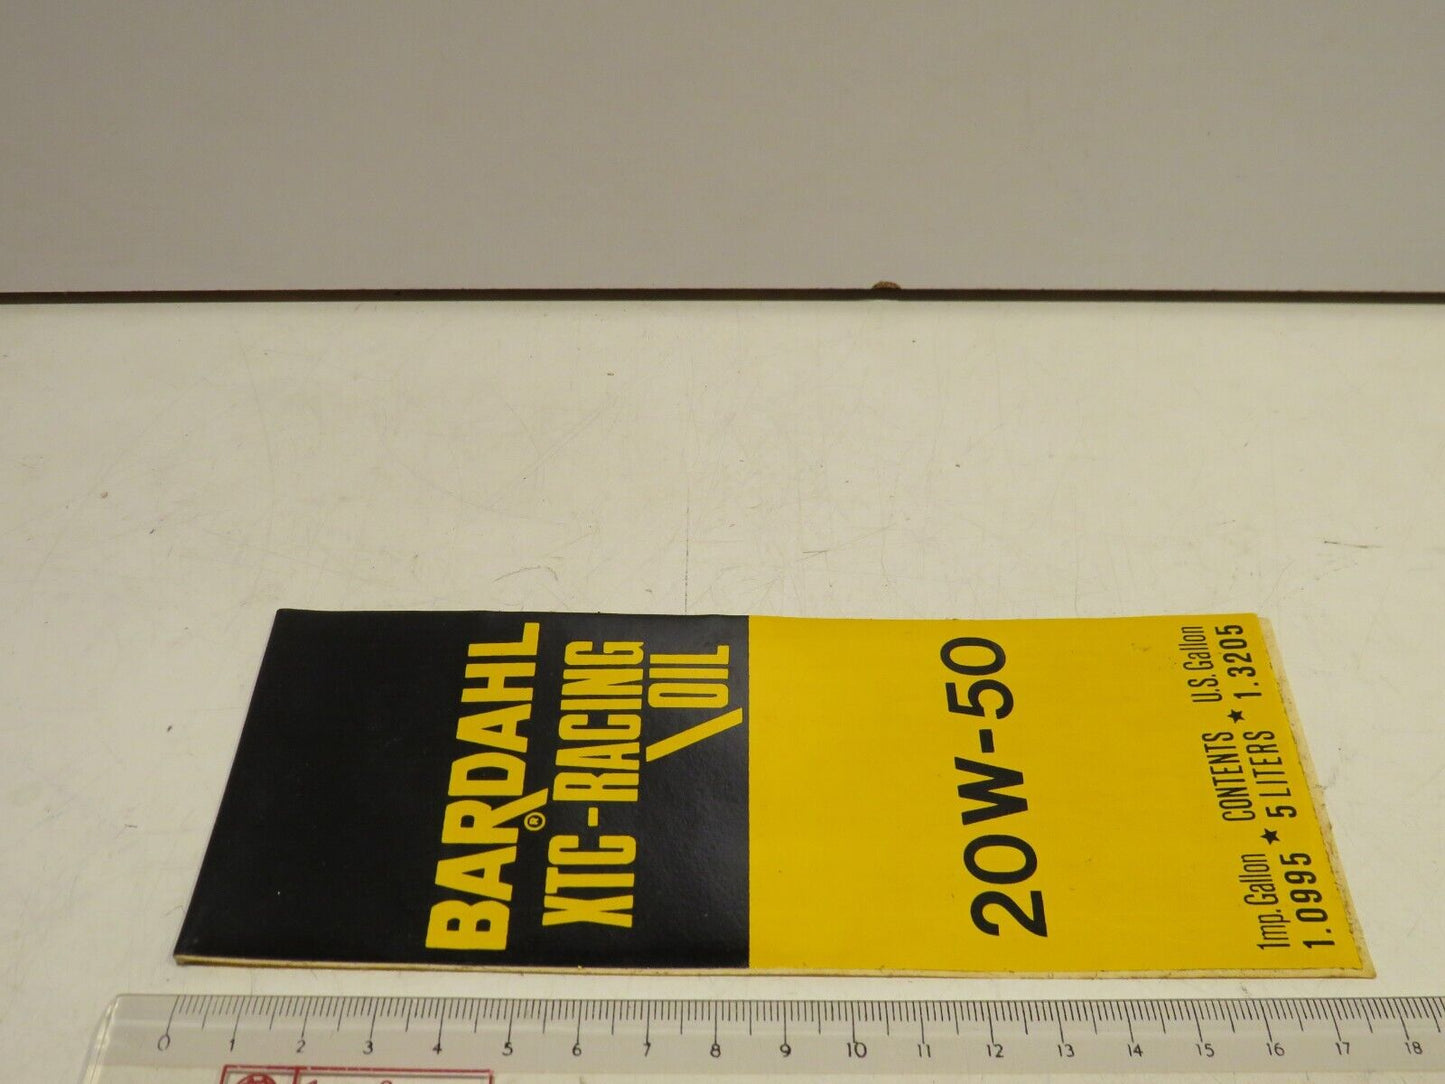 BARDAHL
®
XTC-RACING
OIL
20W-50
1mp. Gallon CONTENTS U.S. Gallon
1.0995 ★ 5 LITERS ★ 1.3205
0 1 2 3 4 5 6 7 8 9 10 11 12 13 14 15 16 17 18